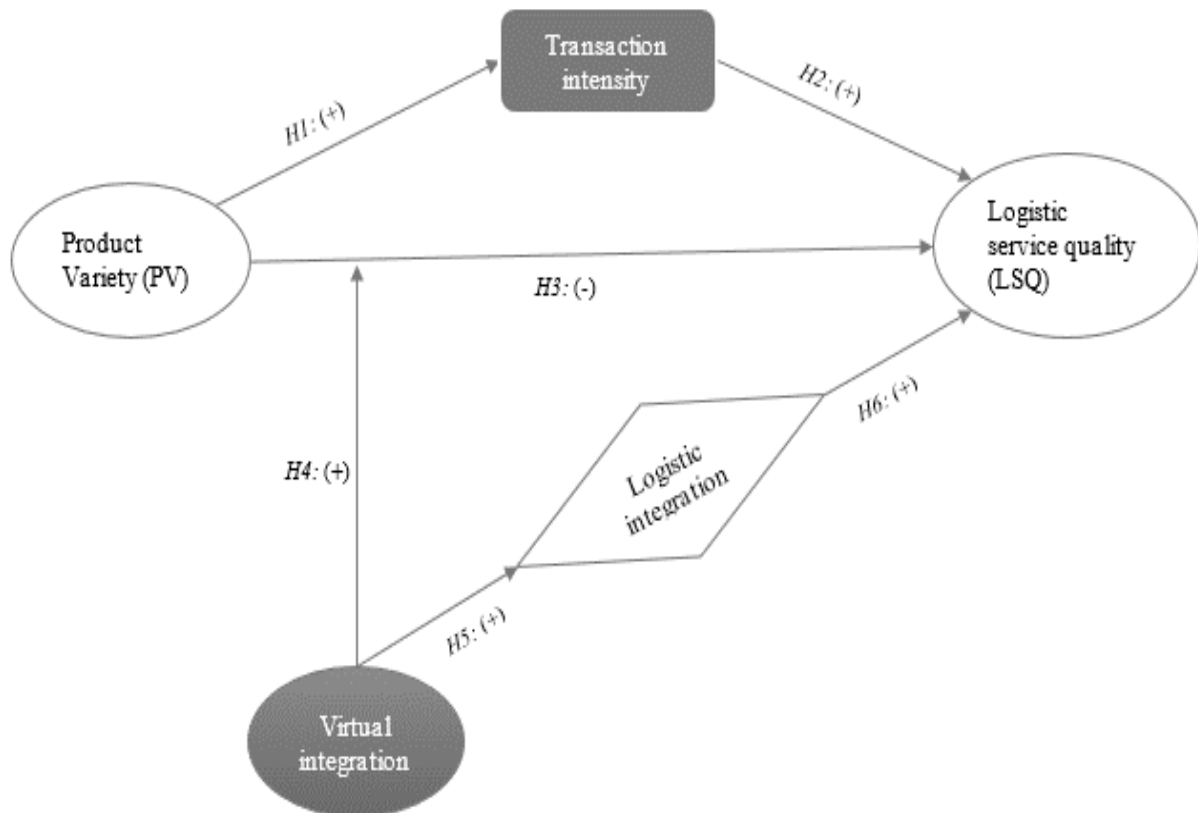 Transaction
intensity
H1: (+)
H2: (+)
Product
Variety (PV)
Logistic
service quality
(LSQ)
H3: (-)
H4: (+)
Logistic
integration
H6: (+)
H5: (+)
Virtual
integration